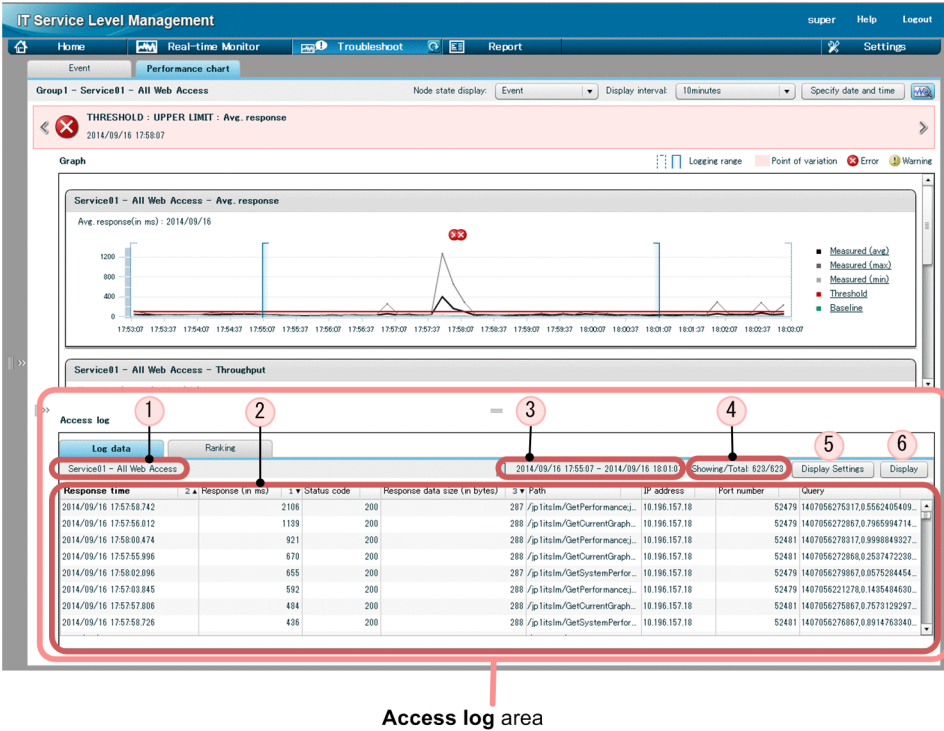 IT Service Level Management
super Help Logout
Home Real-time Monitor Troubleshoot Report Settings
Event Performance chart
Group1 - Service01 - All Web Access Node state display: Event Display interval: 10minutes Specify date and time
THRESHOLD : UPPER LIMIT : Avg. response
2014/09/16 17:58:07
Graph Logging range Point of variation Error Warning
Service01 - All Web Access - Avg. response
Avg. response(in ms) : 2014/09/16
1200
800
400
0
Measured (avg)
Measured (max)
Measured (min)
Threshold
Baseline
17:53:07 17:53:37 17:54:07 17:54:37 17:55:07 17:55:37 17:56:07 17:56:37 17:57:07 17:57:37 17:58:07 17:58:37 17:59:07 17:59:37 18:00:07 18:00:37 18:01:07 18:01:37 18:02:07 18:02:37 18:03:07
Service01 - All Web Access - Throughput
1 2 3 4 5 6
Access log
Log data Ranking
Service01 - All Web Access 2014/09/16 17:55:07 - 2014/09/16 18:01:07 Showing/Total: 623/623 Display Settings Display
Response time 2▲ Response (in ms) 1▼ Status code Response data size (in bytes) 3▼ Path IP address Port number Query
2014/09/16 17:57:58.742 2106 200 287 /jp1itslm/GetPerformance;j... 10.196.157.18 52479 1407056275317,0.5562405409...
2014/09/16 17:57:56.012 1139 200 288 /jp1itslm/GetCurrentGraph... 10.196.157.18 52479 1407056272867,0.7965994714...
2014/09/16 17:58:00.474 921 200 288 /jp1itslm/GetPerformance;j... 10.196.157.18 52481 1407056278317,0.9998849327...
2014/09/16 17:57:55.996 670 200 288 /jp1itslm/GetCurrentGraph... 10.196.157.18 52481 1407056272868,0.2537472238...
2014/09/16 17:58:02.096 655 200 287 /jp1itslm/GetSystemPerfor... 10.196.157.18 52479 1407056279867,0.0575284454...
2014/09/16 17:57:03.845 592 200 288 /jp1itslm/GetPerformance;j... 10.196.157.18 52479 1407056221278,0.1435484630...
2014/09/16 17:57:57.806 484 200 288 /jp1itslm/GetCurrentGraph... 10.196.157.18 52481 1407056275867,0.7573129297...
2014/09/16 17:57:58.726 436 200 288 /jp1itslm/GetSystemPerfor... 10.196.157.18 52481 1407056276867,0.8914763340...
Access log area